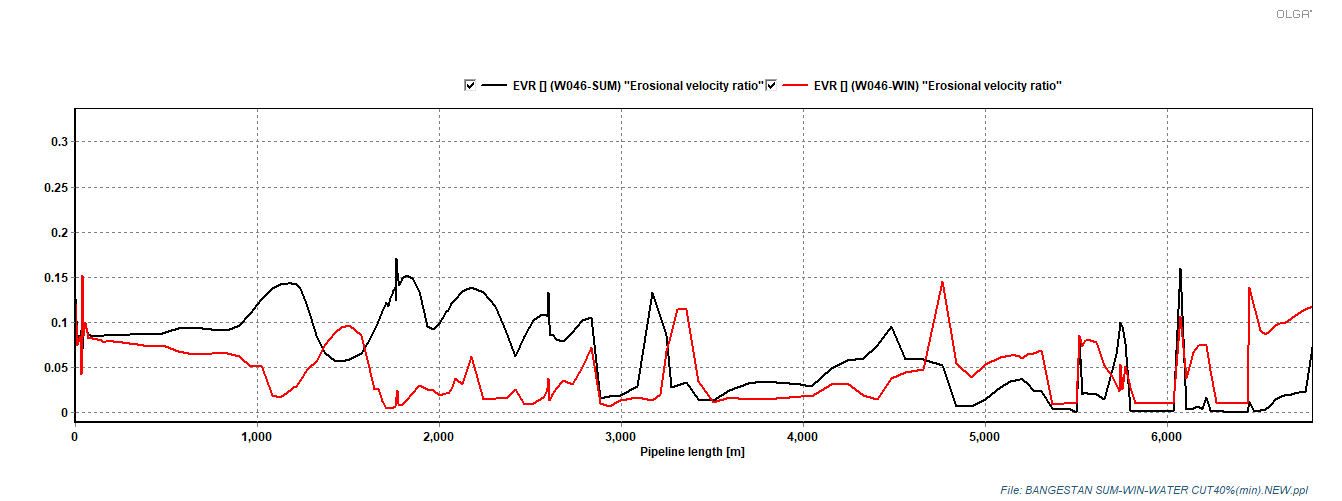 OLGA
EVR [] (W046-SUM) "Erosional velocity ratio" EVR [] (W046-WIN) "Erosional velocity ratio"
0.3
0.25
0.2
0.15
0.1
0.05
0
0 1,000 2,000 3,000 4,000 5,000 6,000
Pipeline length [m]
File: BANGESTAN SUM-WIN-WATER CUT40%(min).NEW.ppl